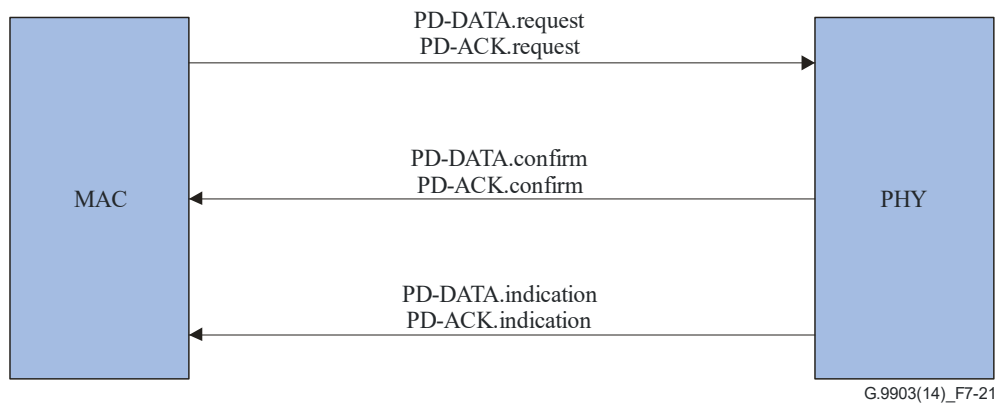 PD-DATA.request
PD-ACK.request
PD-DATA.confirm
PD-ACK.confirm
MAC
PHY
PD-DATA.indication
PD-ACK.indication
G.9903(14)_F7-21